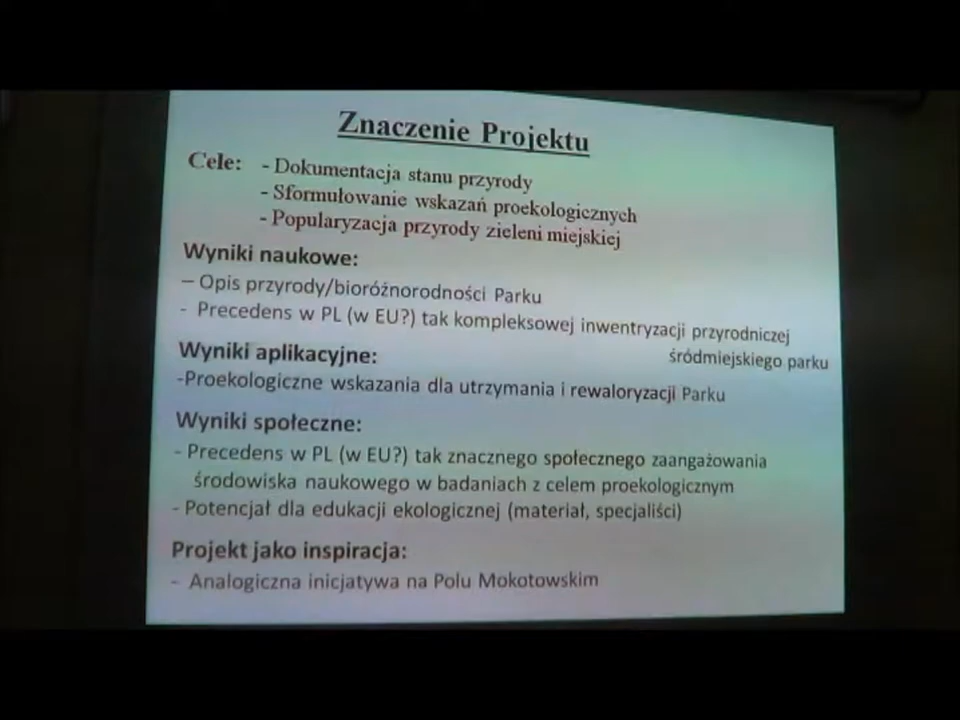 Znaczenie Projektu
Cele: - Dokumentacja stanu przyrody
- Sformułowanie wskazań proekologicznych
- Popularyzacja przyrody zieleni miejskiej
Wyniki naukowe:
– Opis przyrody/bioróżnorodności Parku
- Precedens w PL (w EU?) tak kompleksowej inwentryzacji przyrodniczej
śródmiejskiego parku
Wyniki aplikacyjne:
-Proekologiczne wskazania dla utrzymania i rewaloryzacji Parku
Wyniki społeczne:
- Precedens w PL (w EU?) tak znacznego społecznego zaangażowania
środowiska naukowego w badaniach z celem proekologicznym
- Potencjał dla edukacji ekologicznej (materiał, specjaliści)
Projekt jako inspiracja:
- Analogiczna inicjatywa na Polu Mokotowskim